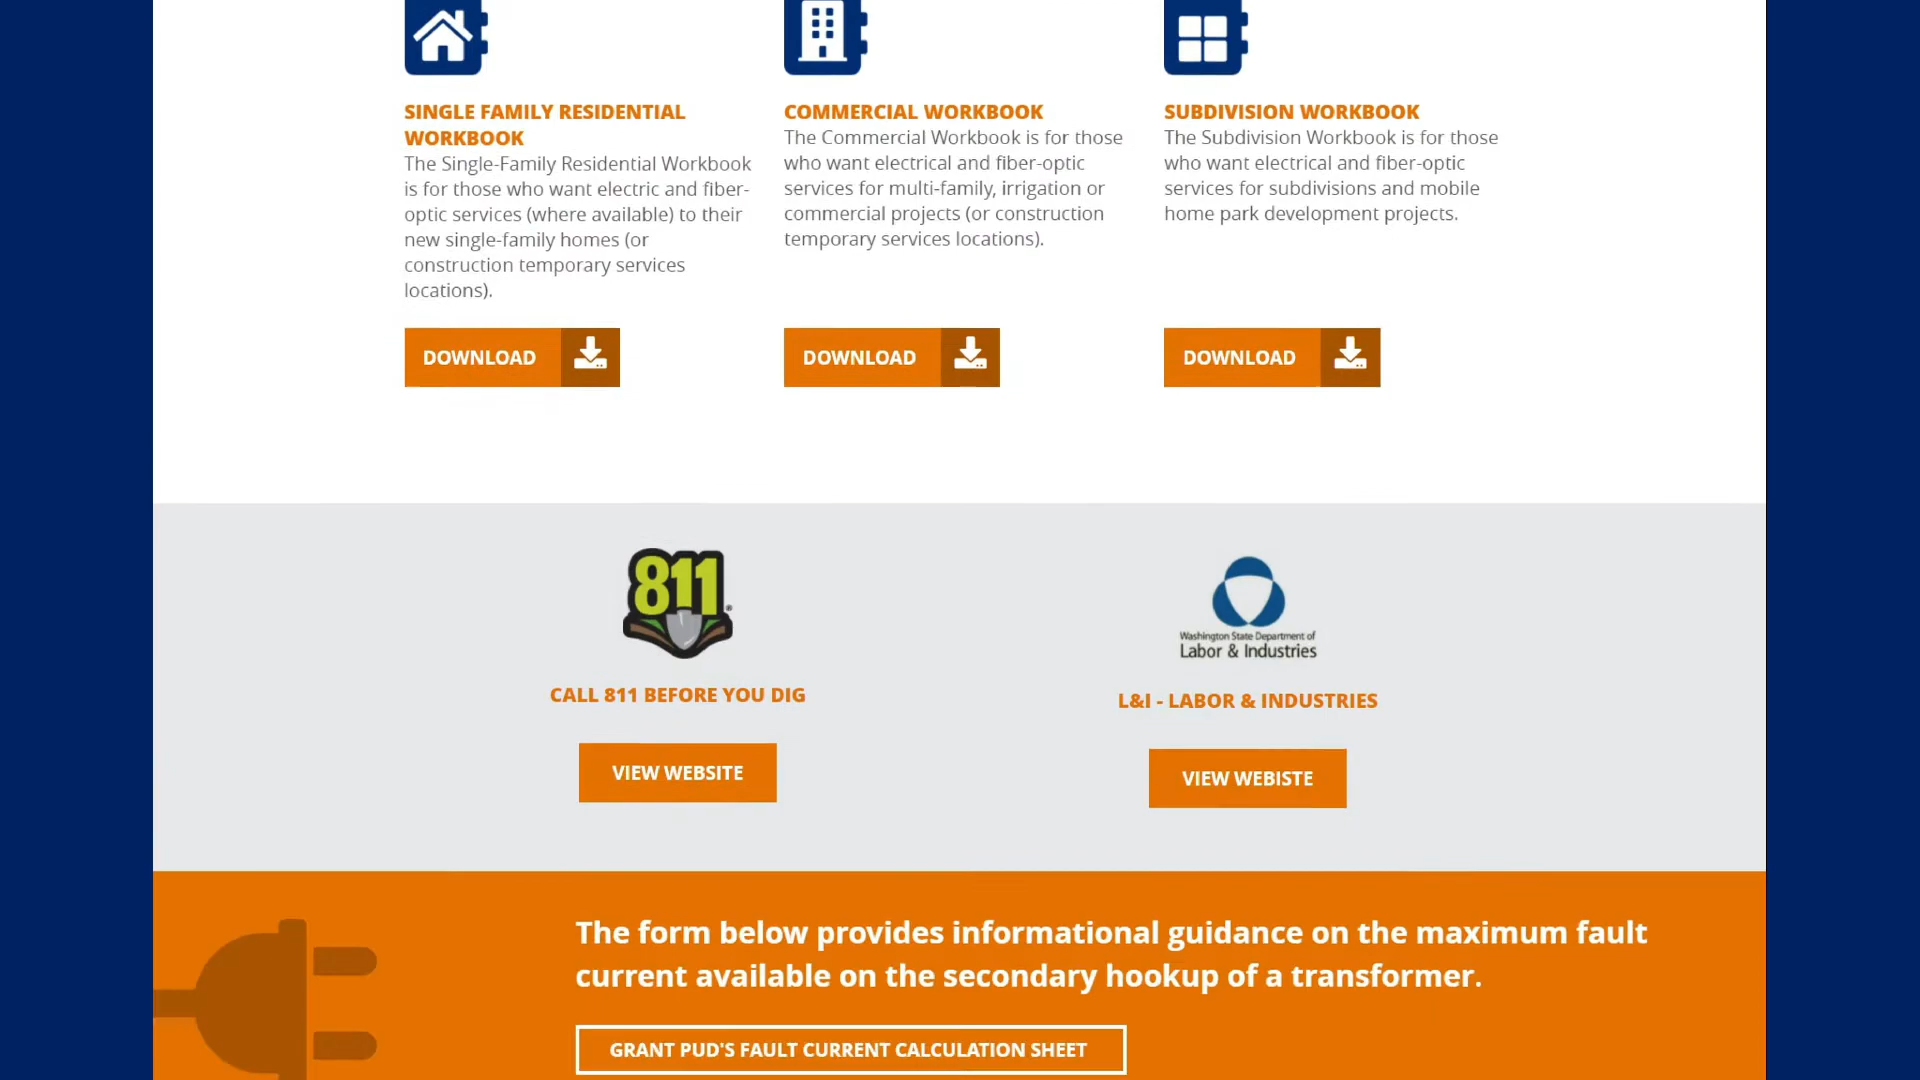 SINGLE FAMILY RESIDENTIAL
WORKBOOK
The Single-Family Residential Workbook
is for those who want electric and fiber-
optic services (where available) to their
new single-family homes (or
construction temporary services
locations).
DOWNLOAD
COMMERCIAL WORKBOOK
The Commercial Workbook is for those
who want electrical and fiber-optic
services for multi-family, irrigation or
commercial projects (or construction
temporary services locations).
DOWNLOAD
SUBDIVISION WORKBOOK
The Subdivision Workbook is for those
who want electrical and fiber-optic
services for subdivisions and mobile
home park development projects.
DOWNLOAD
811
CALL 811 BEFORE YOU DIG
VIEW WEBSITE
Washington State Department of
Labor & Industries
L&I - LABOR & INDUSTRIES
VIEW WEBISTE
The form below provides informational guidance on the maximum fault
current available on the secondary hookup of a transformer.
GRANT PUD'S FAULT CURRENT CALCULATION SHEET